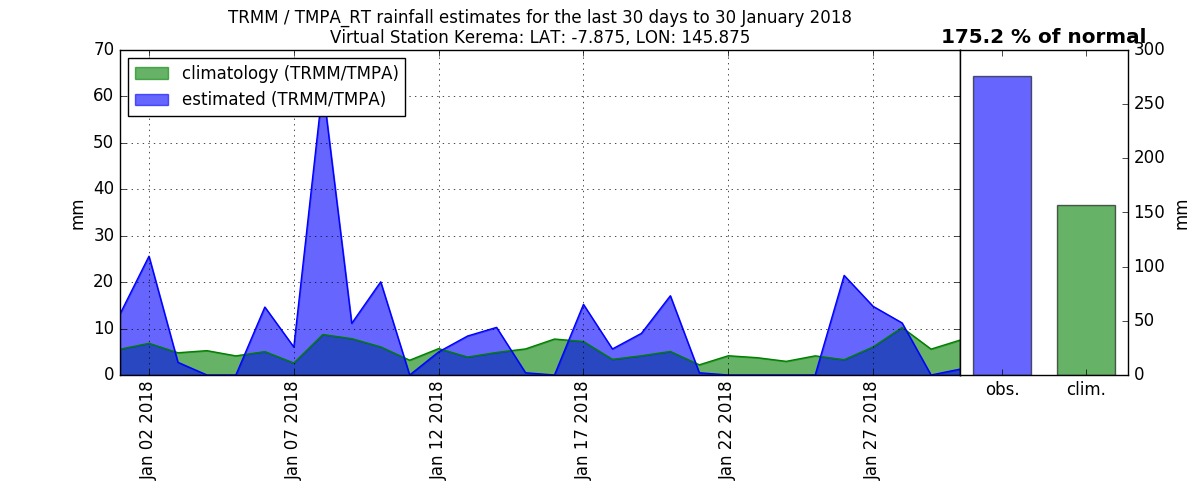 TRMM / TMPA_RT rainfall estimates for the last 30 days to 30 January 2018
Virtual Station Kerema: LAT: -7.875, LON: 145.875
175.2 % of normal
climatology (TRMM/TMPA)
estimated (TRMM/TMPA)
70
60
50
40
30
20
10
0
mm
Jan 02 2018
Jan 07 2018
Jan 12 2018
Jan 17 2018
Jan 22 2018
Jan 27 2018
obs.
clim.
300
250
200
150
100
50
0
mm